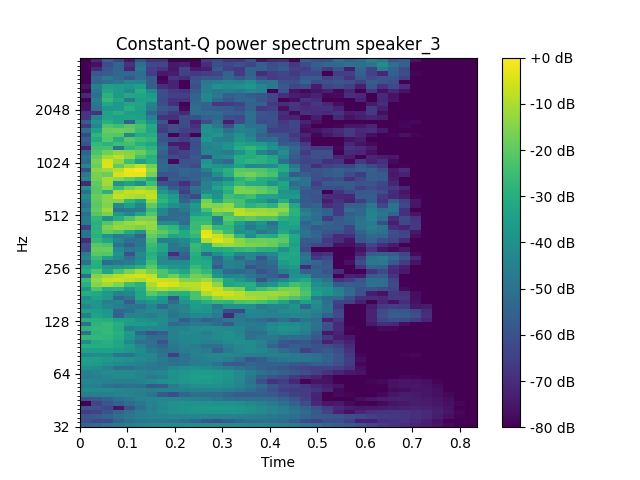 Constant-Q power spectrum speaker_3
Hz
2048
1024
512
256
128
64
32
0
0.1
0.2
0.3
0.4
0.5
0.6
0.7
0.8
Time
+0 dB
-10 dB
-20 dB
-30 dB
-40 dB
-50 dB
-60 dB
-70 dB
-80 dB